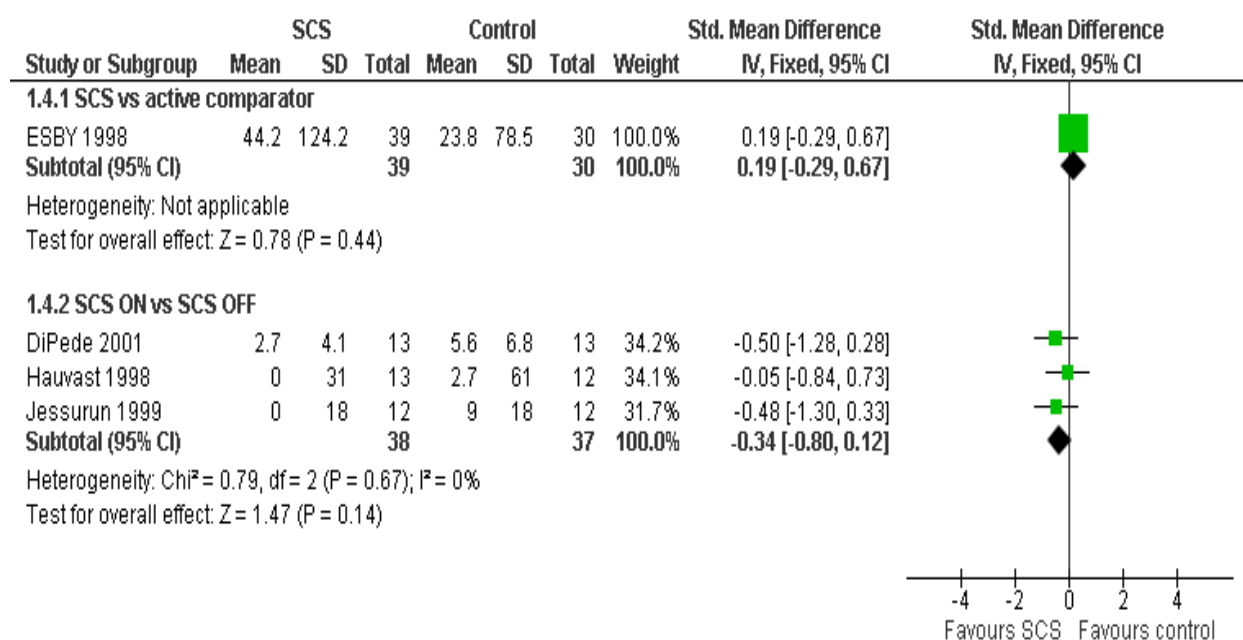 SCS Control Std. Mean Difference Std. Mean Difference
Study or Subgroup Mean SD Total Mean SD Total Weight IV, Fixed, 95% CI IV, Fixed, 95% CI
1.4.1 SCS vs active comparator
ESBY 1998 44.2 124.2 39 23.8 78.5 30 100.0% 0.19 [-0.29, 0.67]
Subtotal (95% CI) 39 30 100.0% 0.19 [-0.29, 0.67]
Heterogeneity: Not applicable
Test for overall effect: Z = 0.78 (P = 0.44)
1.4.2 SCS ON vs SCS OFF
DiPede 2001 2.7 4.1 13 5.6 6.8 13 34.2% -0.50 [-1.28, 0.28]
Hauvast 1998 0 31 13 2.7 61 12 34.1% -0.05 [-0.84, 0.73]
Jessurun 1999 0 18 12 9 18 12 31.7% -0.48 [-1.30, 0.33]
Subtotal (95% CI) 38 37 100.0% -0.34 [-0.80, 0.12]
Heterogeneity: Chi² = 0.79, df = 2 (P = 0.67); I² = 0%
Test for overall effect: Z = 1.47 (P = 0.14)
-4 -2 0 2 4
Favours SCS Favours control